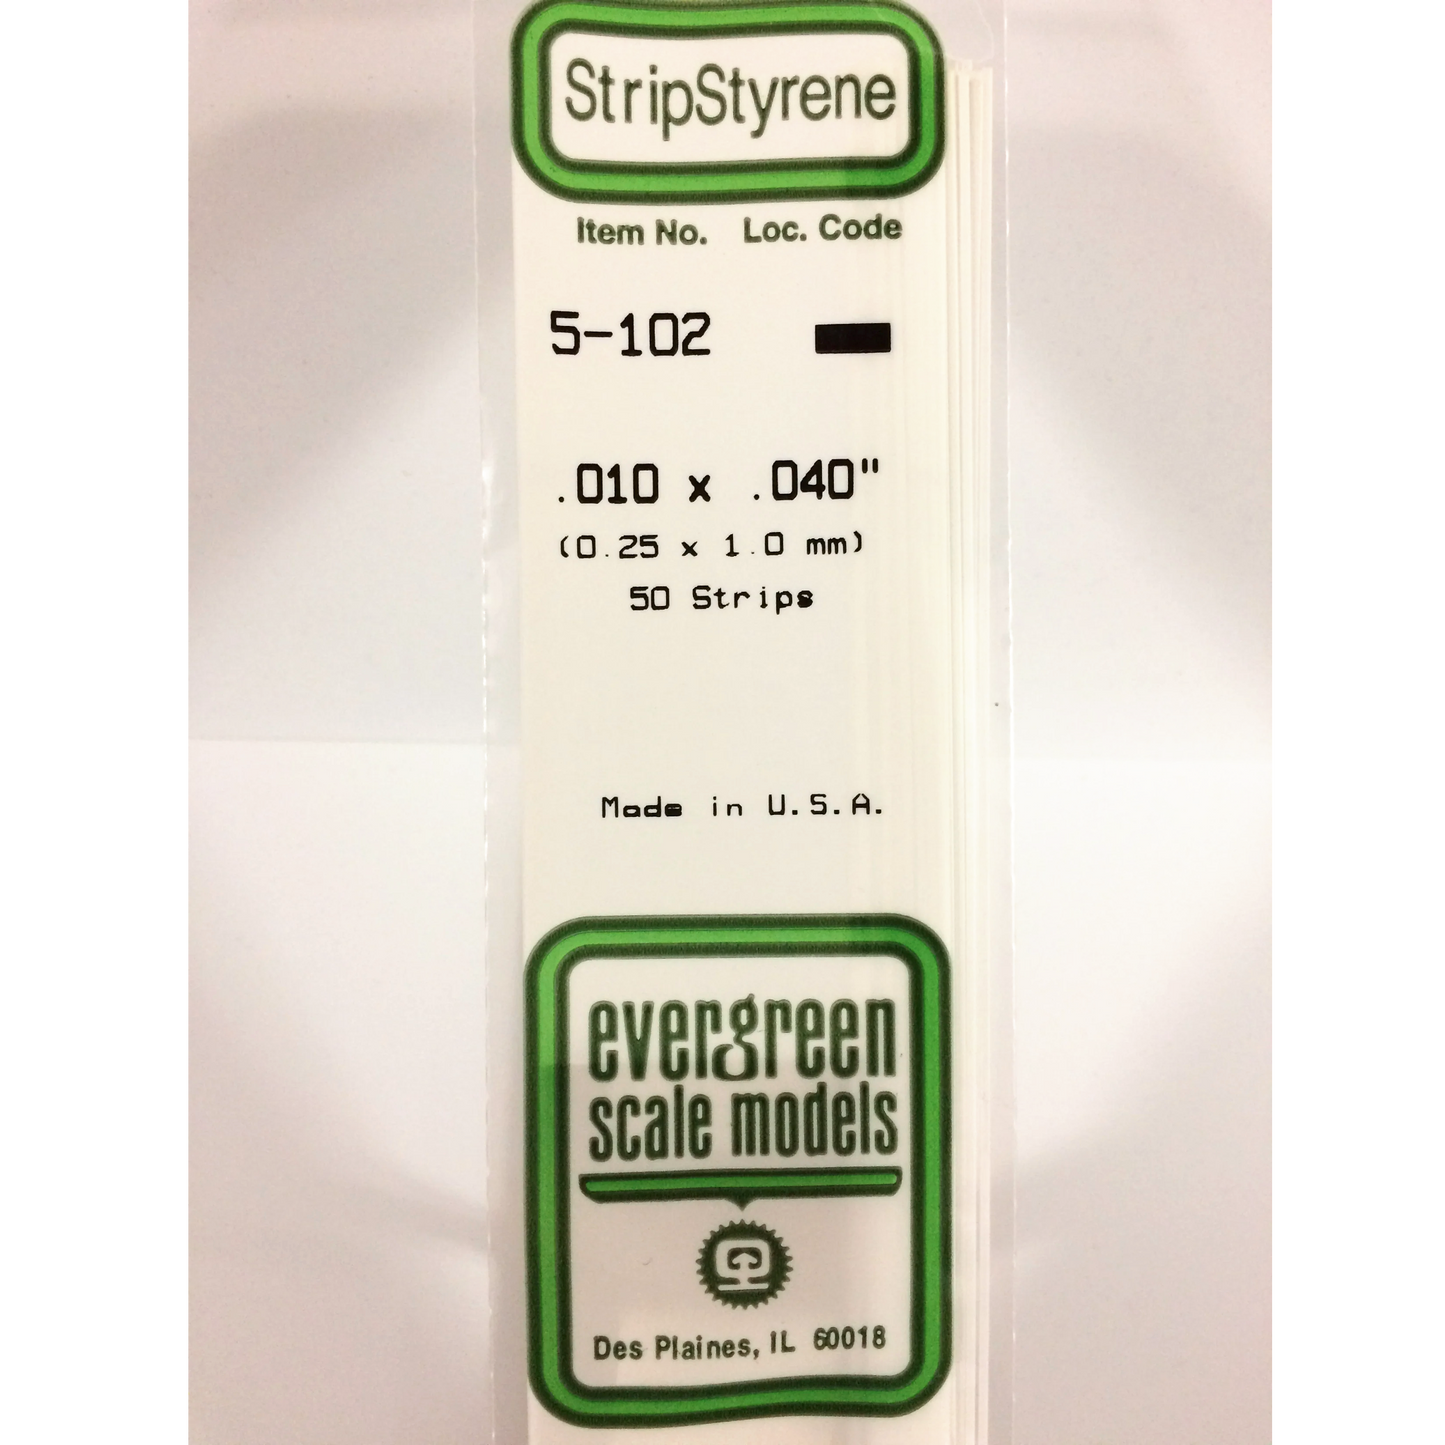 StripStyrene
Item No. Loc. Code
5-102
.010 x .040"
(0.25 x 1.0 mm)
50 Strips
Made in U.S.A.
evergreen
scale models
Des Plaines, IL 60018